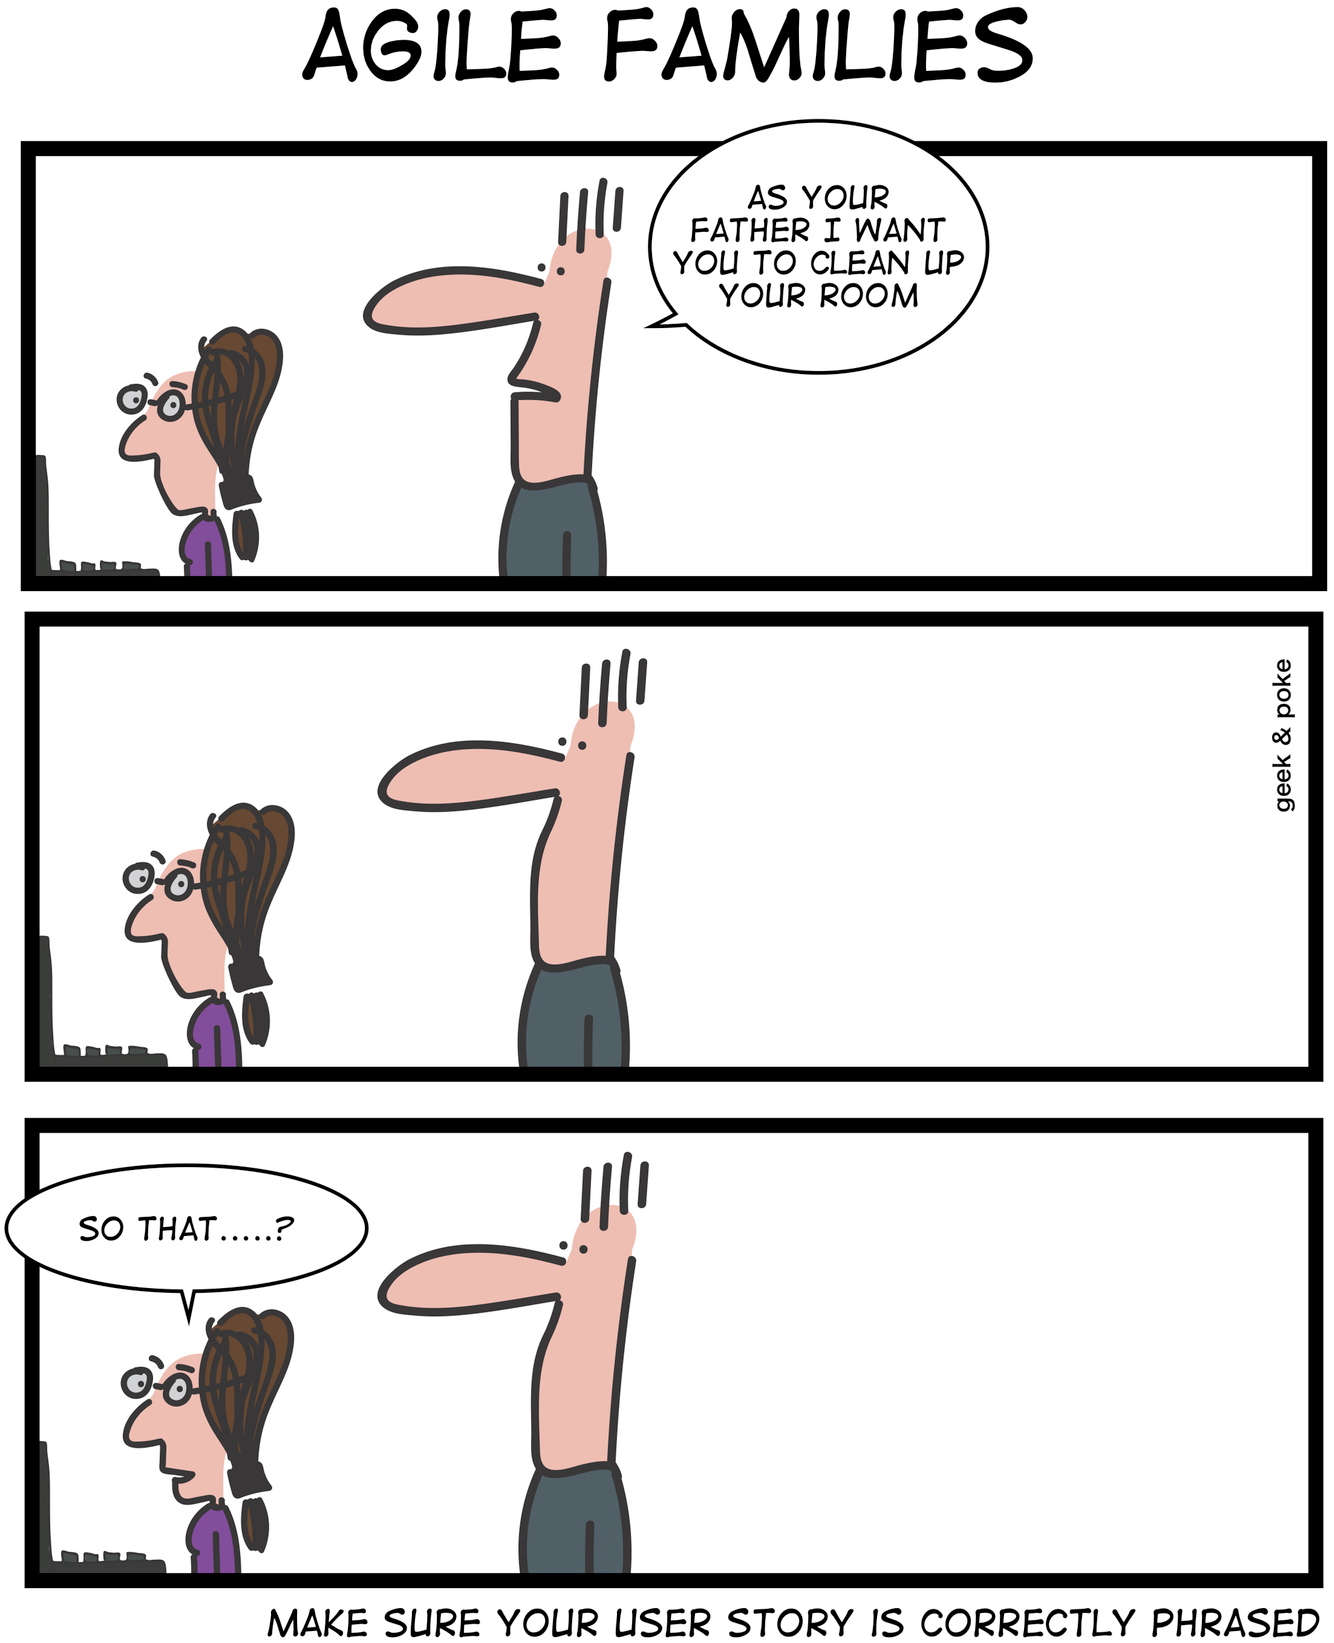 AGILE FAMILIES
AS YOUR
FATHER I WANT
YOU TO CLEAN UP
YOUR ROOM
geek & poke
SO THAT.....?
MAKE SURE YOUR USER STORY IS CORRECTLY PHRASED